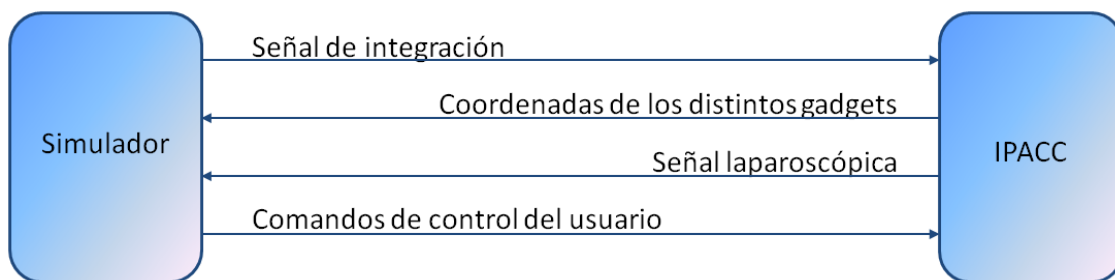 Señal de integración
Coordenadas de los distintos gadgets
Simulador
IPACC
Señal laparoscópica
Comandos de control del usuario